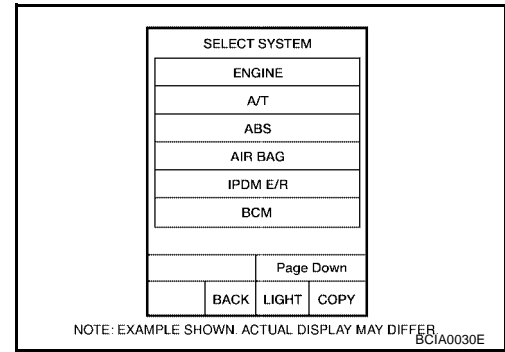 SELECT SYSTEM
ENGINE
A/T
ABS
AIR BAG
IPDM E/R
BCM
Page Down
BACK LIGHT COPY
NOTE: EXAMPLE SHOWN. ACTUAL DISPLAY MAY DIFFER.
BCIA0030E